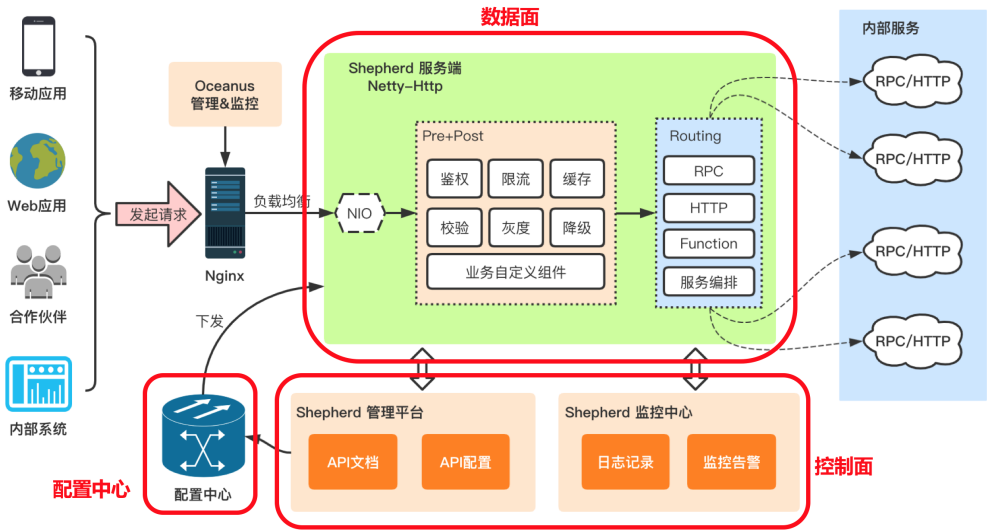 数据面
移动应用
Web应用
合作伙伴
内部系统
发起请求
Oceanus
管理&监控
Nginx
负载均衡
Shepherd 服务端
Netty-Http
NIO
Pre+Post
鉴权
限流
缓存
校验
灰度
降级
业务自定义组件
Routing
RPC
HTTP
Function
服务编排
内部服务
RPC/HTTP
RPC/HTTP
RPC/HTTP
RPC/HTTP
下发
配置中心
配置中心
Shepherd 管理平台
API文档
API配置
Shepherd 监控中心
日志记录
监控告警
控制面